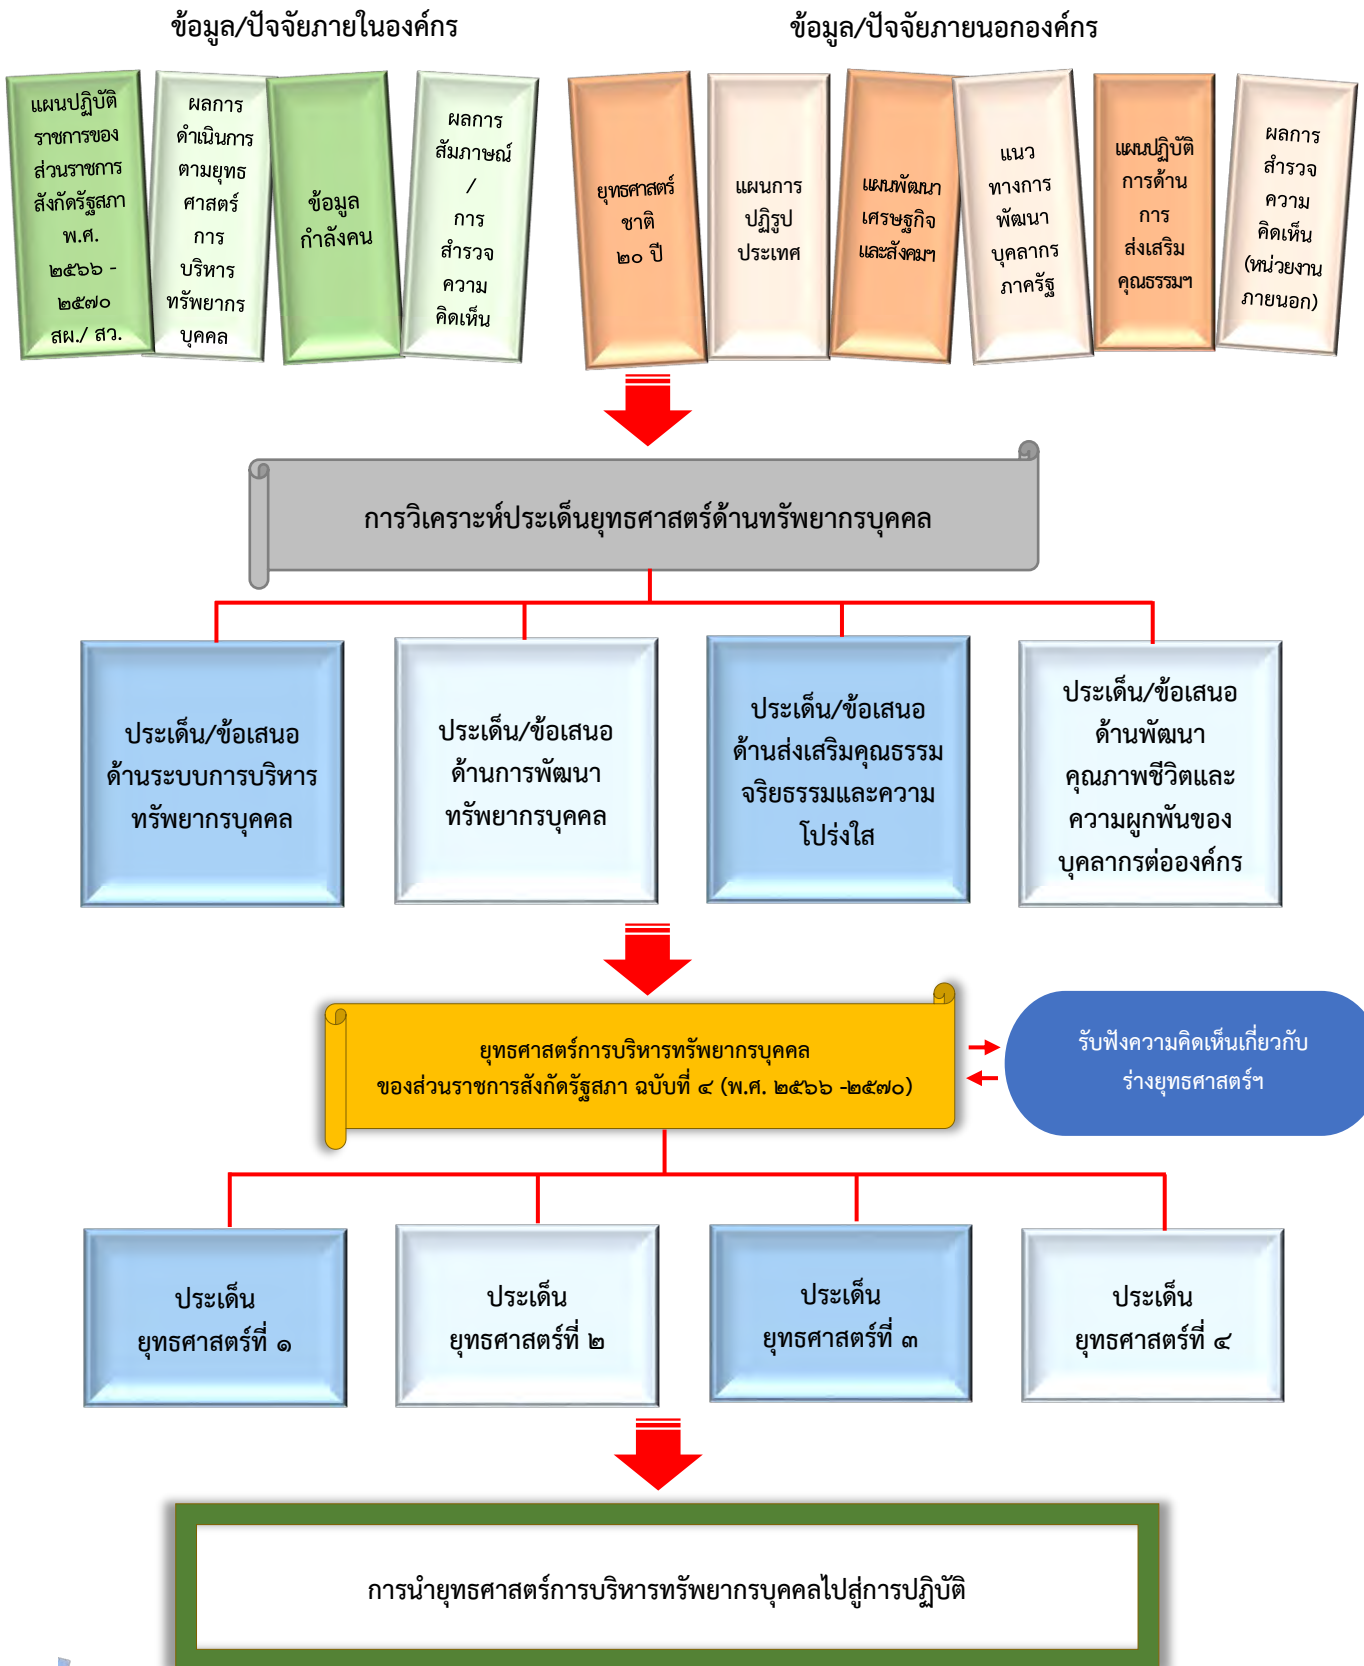 ข้อมูล/ปัจจัยภายในองค์กร
ข้อมูล/ปัจจัยภายนอกองค์กร
แผนปฏิบัติ
ราชการของ
ส่วนราชการ
สังกัดรัฐสภา
พ.ศ.
๒๕๖๖ -
๒๕๗๐
สผ./ สว.
ผลการ
ดำเนินการ
ตามยุทธ
ศาสตร์
การ
บริหาร
ทรัพยากร
บุคคล
ข้อมูล
กำลังคน
ผลการ
สัมภาษณ์
/
การ
สำรวจ
ความ
คิดเห็น
ยุทธศาสตร์
ชาติ
๒๐ ปี
แผนการ
ปฏิรูป
ประเทศ
แผนพัฒนา
เศรษฐกิจ
และสังคมฯ
แนว
ทางการ
พัฒนา
บุคลากร
ภาครัฐ
แผนปฏิบัติ
การด้าน
การ
ส่งเสริม
คุณธรรมฯ
ผลการ
สำรวจ
ความ
คิดเห็น
(หน่วยงาน
ภายนอก)
การวิเคราะห์ประเด็นยุทธศาสตร์ด้านทรัพยากรบุคคล
ประเด็น/ข้อเสนอ
ด้านระบบการบริหาร
ทรัพยากรบุคคล
ประเด็น/ข้อเสนอ
ด้านการพัฒนา
ทรัพยากรบุคคล
ประเด็น/ข้อเสนอ
ด้านส่งเสริมคุณธรรม
จริยธรรมและความ
โปร่งใส
ประเด็น/ข้อเสนอ
ด้านพัฒนา
คุณภาพชีวิตและ
ความผูกพันของ
บุคลากรต่อองค์กร
ยุทธศาสตร์การบริหารทรัพยากรบุคคล
ของส่วนราชการสังกัดรัฐสภา ฉบับที่ ๔ (พ.ศ. ๒๕๖๖ -๒๕๗๐)
รับฟังความคิดเห็นเกี่ยวกับ
ร่างยุทธศาสตร์ฯ
ประเด็น
ยุทธศาสตร์ที่ ๑
ประเด็น
ยุทธศาสตร์ที่ ๒
ประเด็น
ยุทธศาสตร์ที่ ๓
ประเด็น
ยุทธศาสตร์ที่ ๔
การนำยุทธศาสตร์การบริหารทรัพยากรบุคคลไปสู่การปฏิบัติ